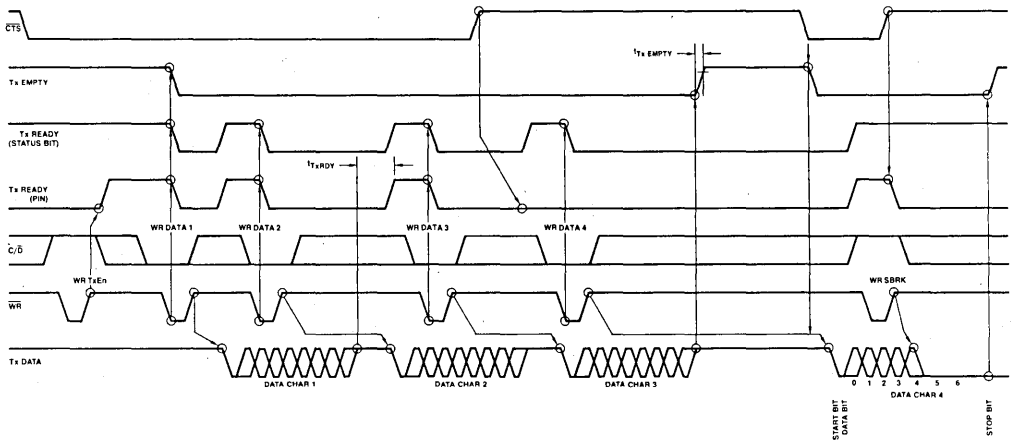 CTS
tTx EMPTY
Tx EMPTY
Tx READY
(STATUS BIT)
tTxRDY
Tx READY
(PIN)
WR DATA 1
WR DATA 2
WR DATA 3
WR DATA 4
C/D
WR TxEn
WR SBRK
WR
Tx DATA
DATA CHAR 1
DATA CHAR 2
DATA CHAR 3
0 1 2 3 4 5 6
DATA CHAR 4
START BIT
DATA BIT
STOP BIT